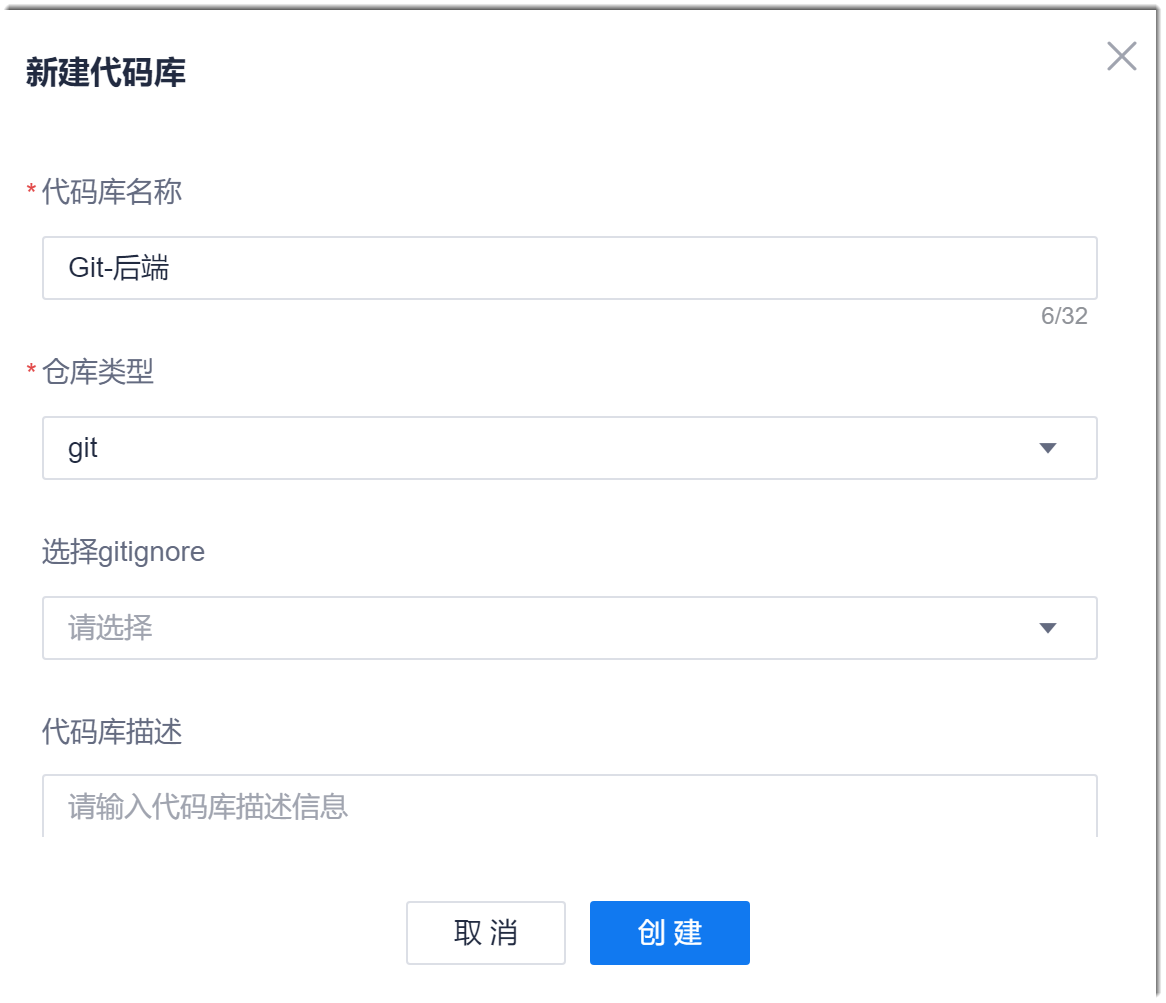 新建代码库
*代码库名称
Git-后端
6/32
*仓库类型
git
选择gitignore
请选择
代码库描述
请输入代码库描述信息
取消 创建